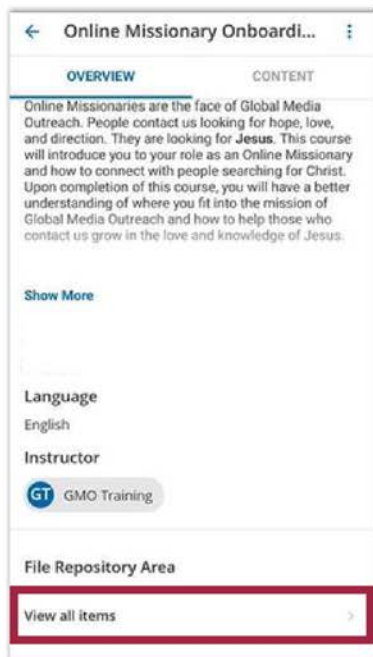 Online Missionary Onboardi...
OVERVIEW CONTENT
Online Missionaries are the face of Global Media
Outreach. People contact us looking for hope, love,
and direction. They are looking for Jesus. This course
will introduce you to your role as an Online Missionary
and how to connect with people searching for Christ.
Upon completion of this course, you will have a better
understanding of where you fit into the mission of
Global Media Outreach and how to help those who
contact us grow in the love and knowledge of Jesus.
Show More
Language
English
Instructor
GT GMO Training
File Repository Area
View all items